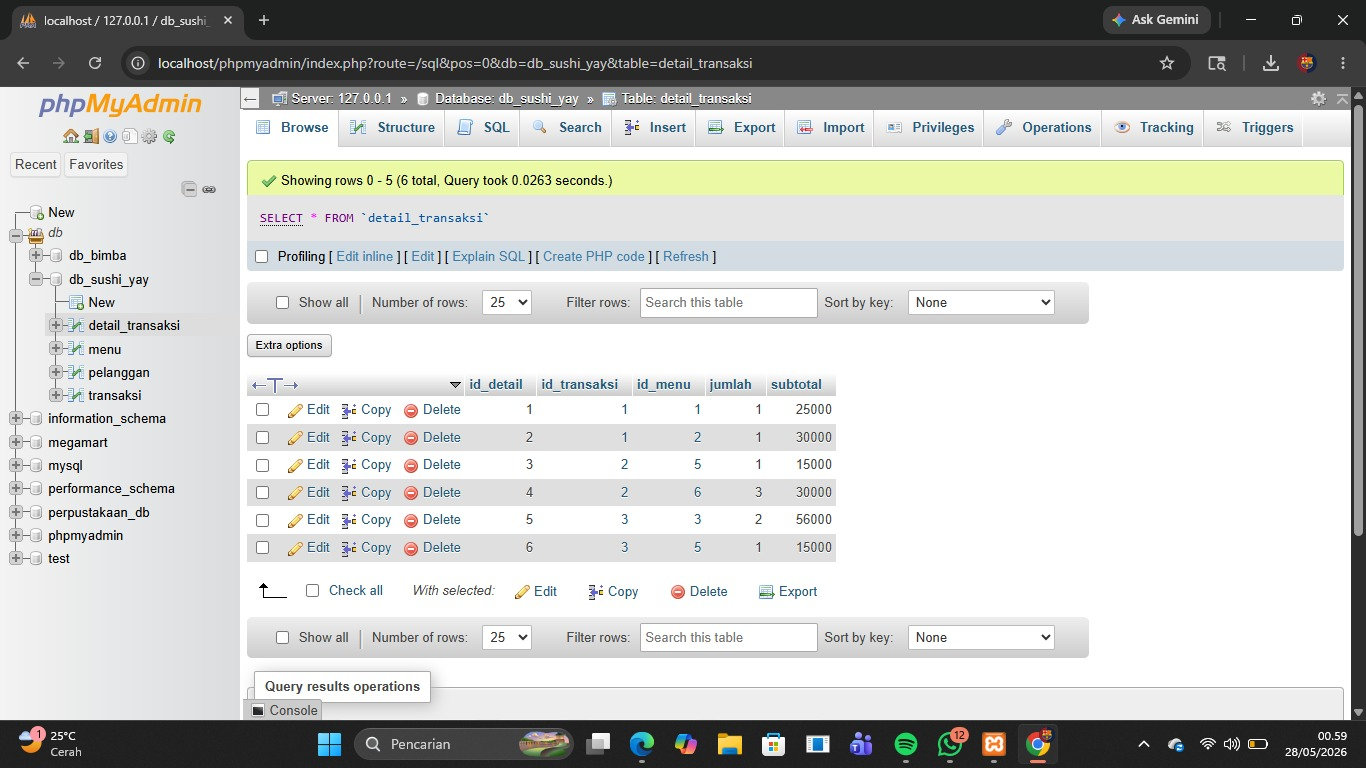 localhost / 127.0.0.1 / db_sushi_
Ask Gemini
localhost/phpmyadmin/index.php?route=/sql&pos=0&db=db_sushi_yay&table=detail_transaksi
phpMyAdmin
Recent Favorites
New
db
db_bimba
db_sushi_yay
New
detail_transaksi
menu
pelanggan
transaksi
information_schema
megamart
mysql
performance_schema
perpustakaan_db
phpmyadmin
test
Server: 127.0.0.1 » Database: db_sushi_yay » Table: detail_transaksi
Browse Structure SQL Search Insert Export Import Privileges Operations Tracking Triggers
Showing rows 0 - 5 (6 total, Query took 0.0263 seconds.)
SELECT * FROM `detail_transaksi`
Profiling [ Edit inline ] [ Edit ] [ Explain SQL ] [ Create PHP code ] [ Refresh ]
Show all Number of rows: 25 Filter rows: Search this table Sort by key: None
Extra options
←T→ id_detail id_transaksi id_menu jumlah subtotal
Edit Copy Delete 1 1 1 1 25000
Edit Copy Delete 2 1 2 1 30000
Edit Copy Delete 3 2 5 1 15000
Edit Copy Delete 4 2 6 3 30000
Edit Copy Delete 5 3 3 2 56000
Edit Copy Delete 6 3 5 1 15000
Check all With selected: Edit Copy Delete Export
Show all Number of rows: 25 Filter rows: Search this table Sort by key: None
Query results operations
Console
1
25°C
Cerah
Pencarian
12
00.59
28/05/2026